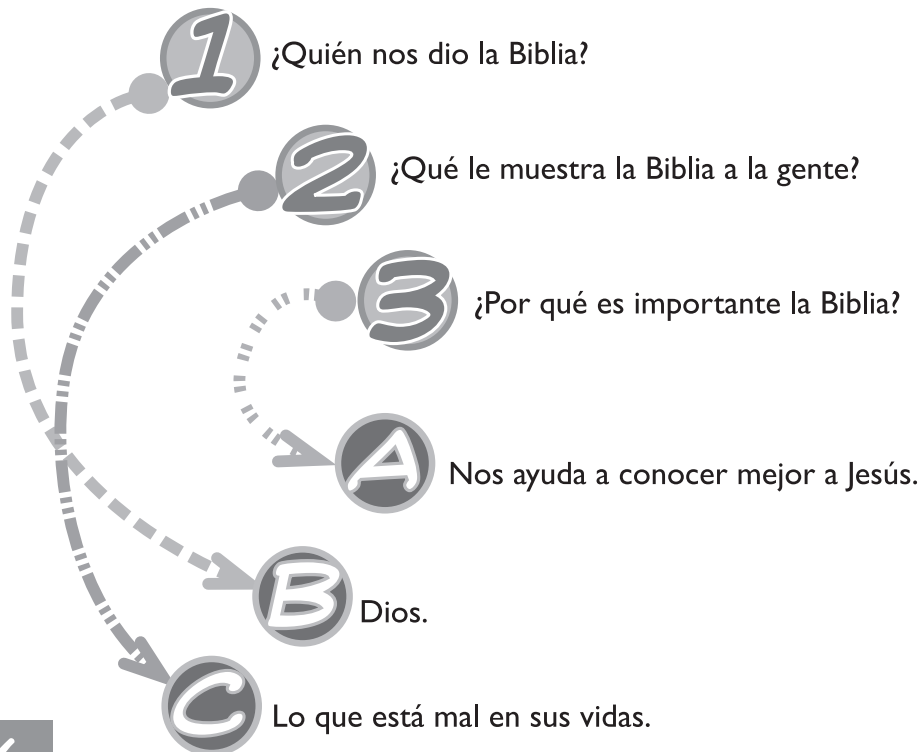 1 ¿Quién nos dio la Biblia?
2 ¿Qué le muestra la Biblia a la gente?
3 ¿Por qué es importante la Biblia?
A Nos ayuda a conocer mejor a Jesús.
B Dios.
C Lo que está mal en sus vidas.